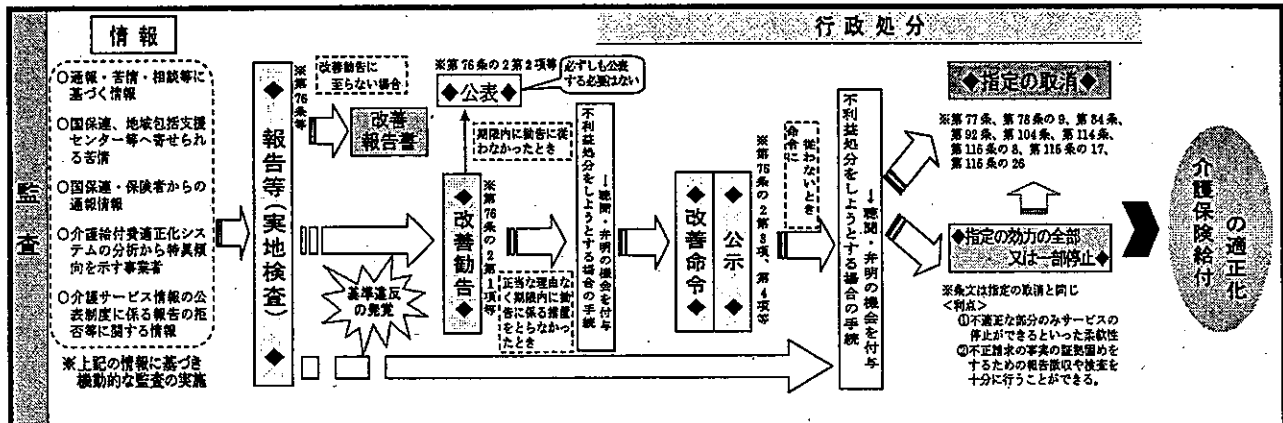 監査
情報
○通報・苦情・相談等に
基づく情報
○国保連、地域包括支援
センター等へ寄せられ
る苦情
○国保連・保険者からの
通報情報
○介護給付費適正化シス
テムの分析から特異傾
向を示す事業者
○介護サービス情報の公
表制度に係る報告の拒
否等に関する情報
※上記の情報に基づき
機動的な監査の実施
◆報告等(実地検査)◆
※第76条等
改善勧告に
至らない場合
改善
報告書
基準違反
の発覚
※第76条の2第2項等
必ずしも公表
する必要はない
◆公表◆
期限内に勧告に従
わなかったとき
◆改善勧告◆
※第76条の2第1項等
正当な理由な
く期限内に勧
告に係る措置
をとらなかっ
たとき
不利益処分をしようとする場合の手続
→聴聞・弁明の機会を付与
行政処分
◆改善命令◆
◆公示◆
※第76条の2第3項、第4項等
命令に
従わないとき
不利益処分をしようとする場合の手続
→聴聞・弁明の機会を付与
◆指定の取消◆
※第77条、第78条の9、第84条、
第92条、第104条、第114条、
第115条の8、第115条の17、
第115条の26
◆指定の効力の全部
又は一部停止◆
※条文は指定の取消と同じ
<利点>
①不適正な部分のみサービスの
停止ができるといった柔軟性
②不正請求の事実の証拠固めを
するための報告徴収や検査を
十分に行うことができる。
介護保険給付
の適正化